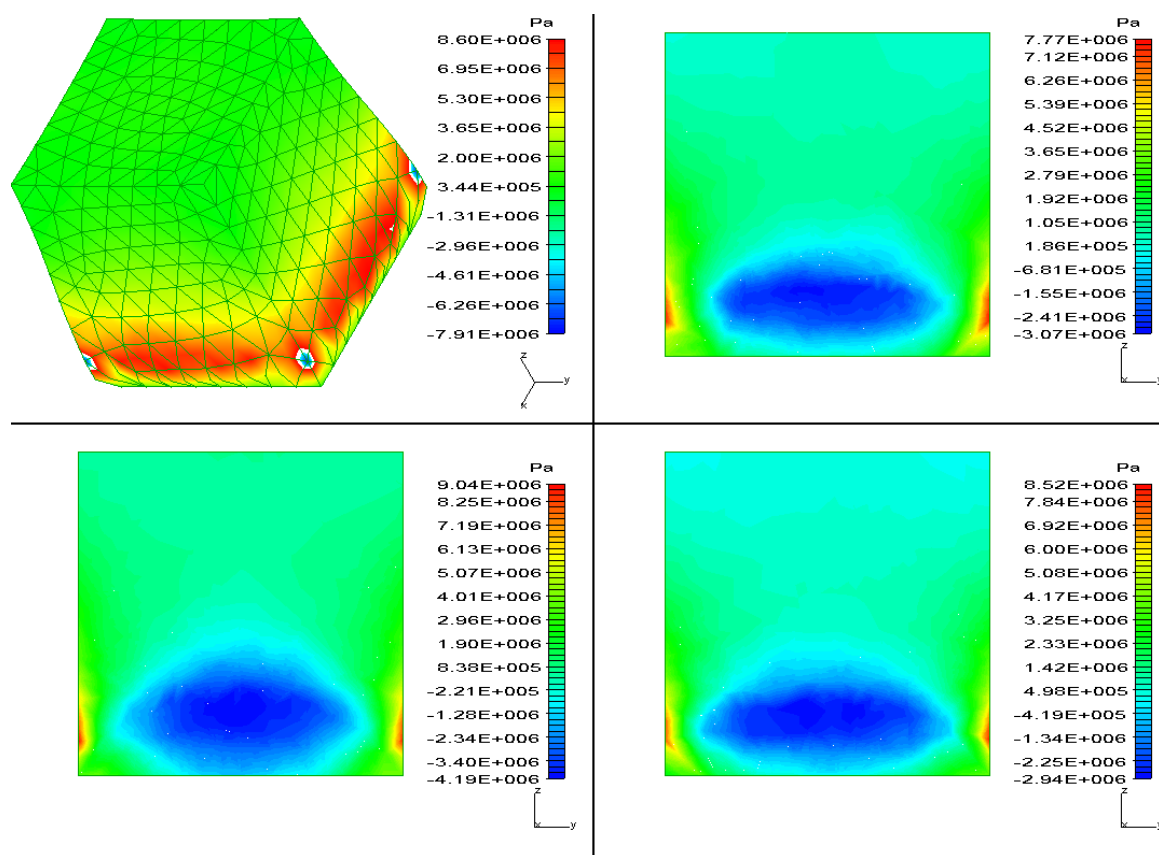 Pa
8.60E+006
6.95E+006
5.30E+006
3.65E+006
2.00E+006
3.44E+005
-1.31E+006
-2.96E+006
-4.61E+006
-6.26E+006
-7.91E+006
z
y
x
Pa
7.77E+006
7.12E+006
6.26E+006
5.39E+006
4.52E+006
3.65E+006
2.79E+006
1.92E+006
1.05E+006
1.86E+005
-6.81E+005
-1.55E+006
-2.41E+006
-3.07E+006
z
x y
Pa
9.04E+006
8.25E+006
7.19E+006
6.13E+006
5.07E+006
4.01E+006
2.96E+006
1.90E+006
8.38E+005
-2.21E+005
-1.28E+006
-2.34E+006
-3.40E+006
-4.19E+006
z
x y
Pa
8.52E+006
7.84E+006
6.92E+006
6.00E+006
5.08E+006
4.17E+006
3.25E+006
2.33E+006
1.42E+006
4.98E+005
-4.19E+005
-1.34E+006
-2.25E+006
-2.94E+006
z
x y